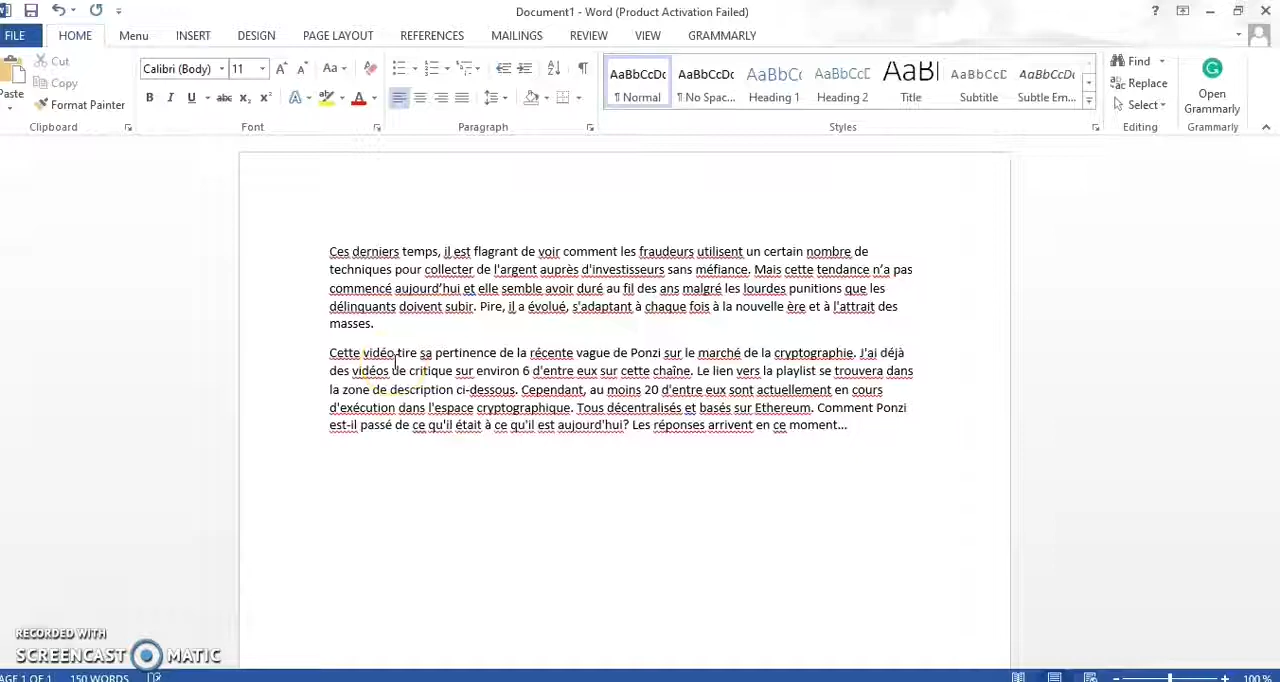 Document1 - Word (Product Activation Failed)
FILE HOME Menu INSERT DESIGN PAGE LAYOUT REFERENCES MAILINGS REVIEW VIEW GRAMMARLY
Cut
Copy
Format Painter
Clipboard
Calibri (Body) 11
Font
Paragraph
AaBbCcDc AaBbCcDc AaBbCc AaBbCcD AaBl AaBbCcD AaBbCcDc
¶ Normal ¶ No Spac... Heading 1 Heading 2 Title Subtitle Subtle Em...
Styles
Find
Replace
Select
Editing
Open
Grammarly
Grammarly
Ces derniers temps, il est flagrant de voir comment les fraudeurs utilisent un certain nombre de
techniques pour collecter de l'argent auprès d'investisseurs sans méfiance. Mais cette tendance n'a pas
commencé aujourd'hui et elle semble avoir duré au fil des ans malgré les lourdes punitions que les
délinquants doivent subir. Pire, il a évolué, s'adaptant à chaque fois à la nouvelle ère et à l'attrait des
masses.
Cette vidéo tire sa pertinence de la récente vague de Ponzi sur le marché de la cryptographie. J'ai déjà
des vidéos de critique sur environ 6 d'entre eux sur cette chaîne. Le lien vers la playlist se trouvera dans
la zone de description ci-dessous. Cependant, au moins 20 d'entre eux sont actuellement en cours
d'exécution dans l'espace cryptographique. Tous décentralisés et basés sur Ethereum. Comment Ponzi
est-il passé de ce qu'il était à ce qu'il est aujourd'hui? Les réponses arrivent en ce moment...
RECORDED WITH
SCREENCAST MATIC
PAGE 1 OF 1 150 WORDS 100%